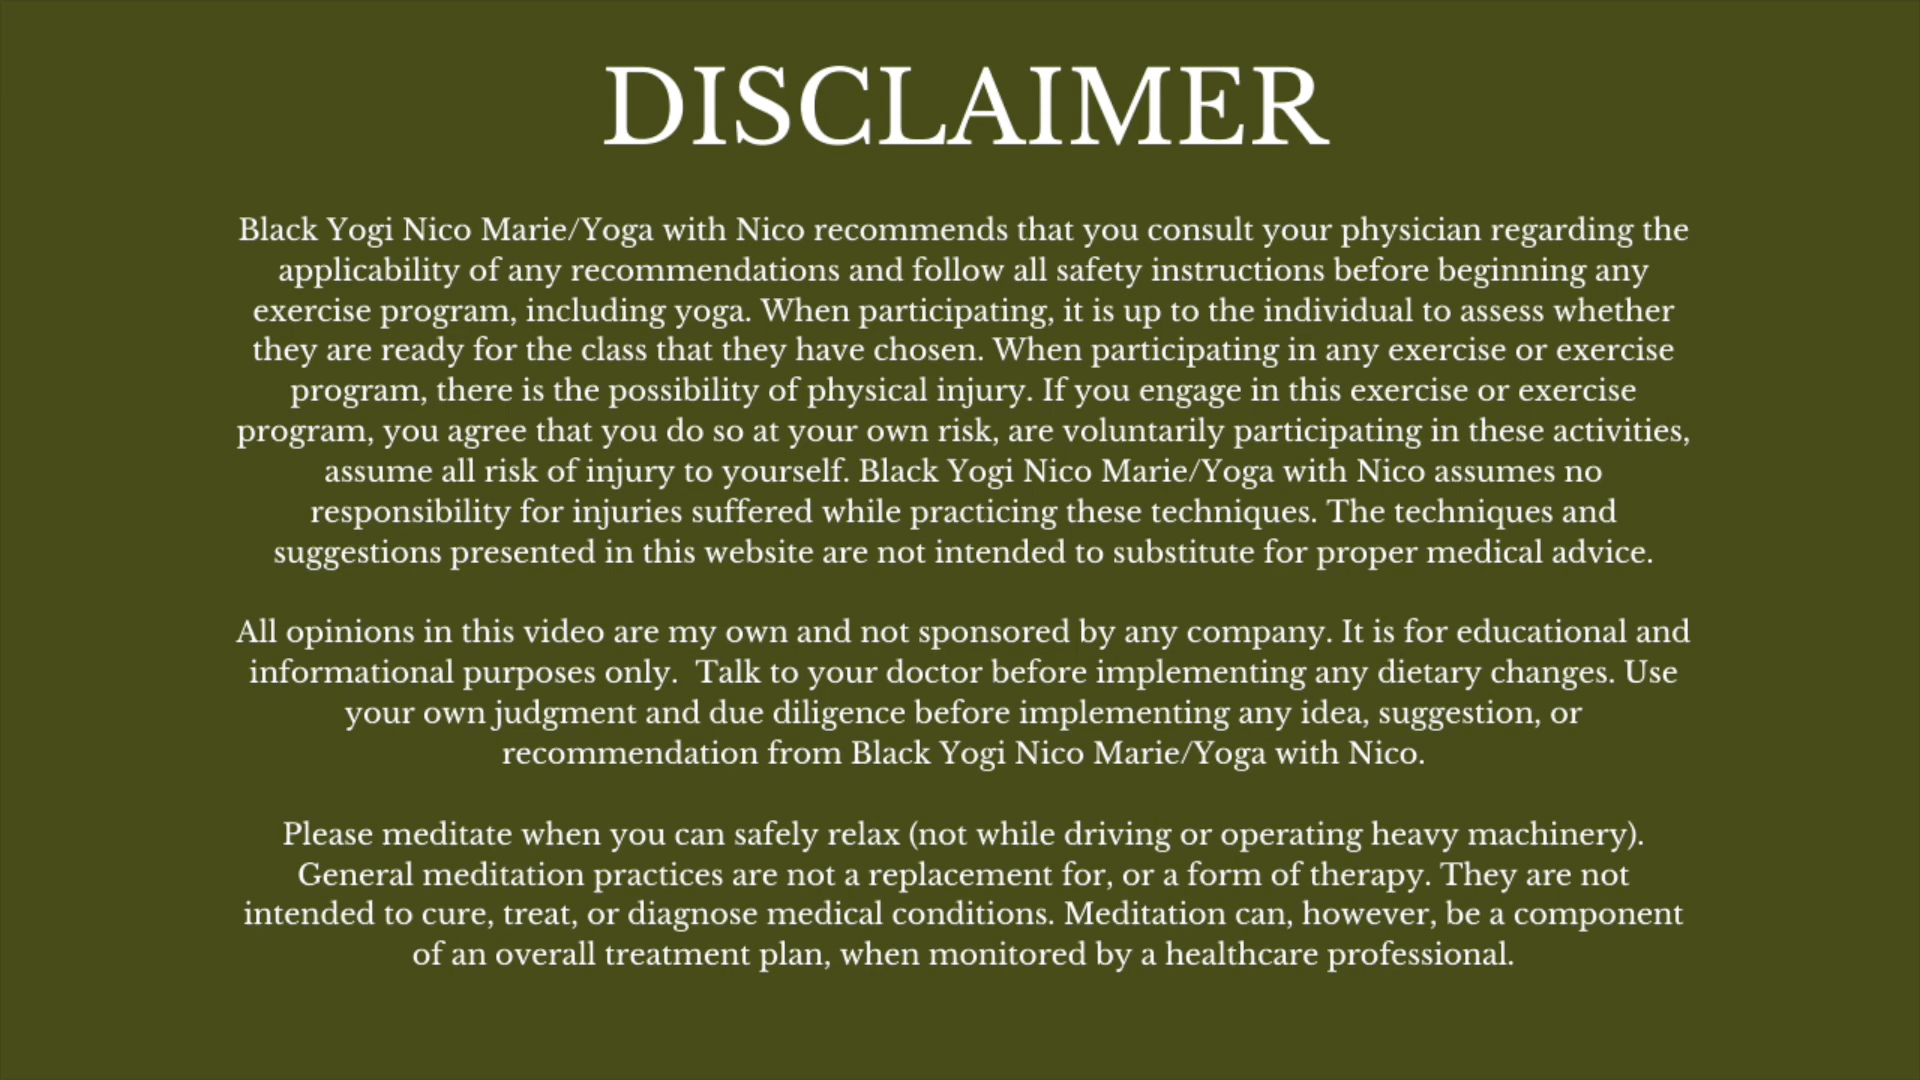 DISCLAIMER
Black Yogi Nico Marie/Yoga with Nico recommends that you consult your physician regarding the
applicability of any recommendations and follow all safety instructions before beginning any
exercise program, including yoga. When participating, it is up to the individual to assess whether
they are ready for the class that they have chosen. When participating in any exercise or exercise
program, there is the possibility of physical injury. If you engage in this exercise or exercise
program, you agree that you do so at your own risk, are voluntarily participating in these activities,
assume all risk of injury to yourself. Black Yogi Nico Marie/Yoga with Nico assumes no
responsibility for injuries suffered while practicing these techniques. The techniques and
suggestions presented in this website are not intended to substitute for proper medical advice.
All opinions in this video are my own and not sponsored by any company. It is for educational and
informational purposes only.  Talk to your doctor before implementing any dietary changes. Use
your own judgment and due diligence before implementing any idea, suggestion, or
recommendation from Black Yogi Nico Marie/Yoga with Nico.
Please meditate when you can safely relax (not while driving or operating heavy machinery).
General meditation practices are not a replacement for, or a form of therapy. They are not
intended to cure, treat, or diagnose medical conditions. Meditation can, however, be a component
of an overall treatment plan, when monitored by a healthcare professional.